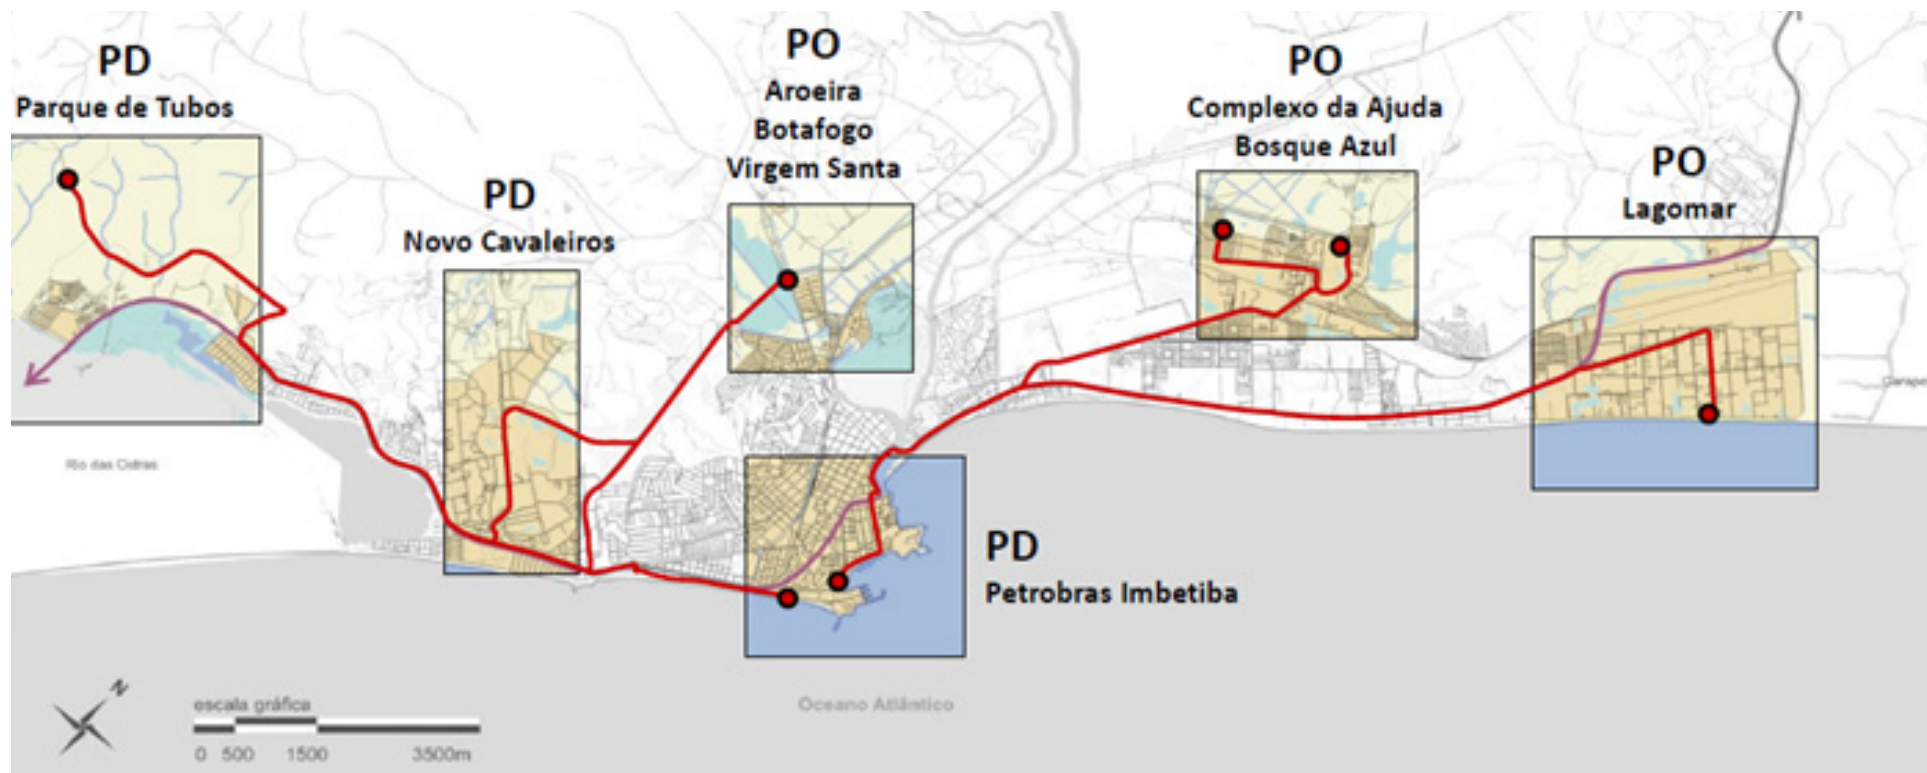 PD
Parque de Tubos
PD
Novo Cavaleiros
PO
Aroeira
Botafogo
Virgem Santa
PO
Complexo da Ajuda
Bosque Azul
PO
Lagomar
Rio das Ostras
PD
Petrobras Imbetiba
N
escala gráfica
0 500 1500 3500m
Oceano Atlântico